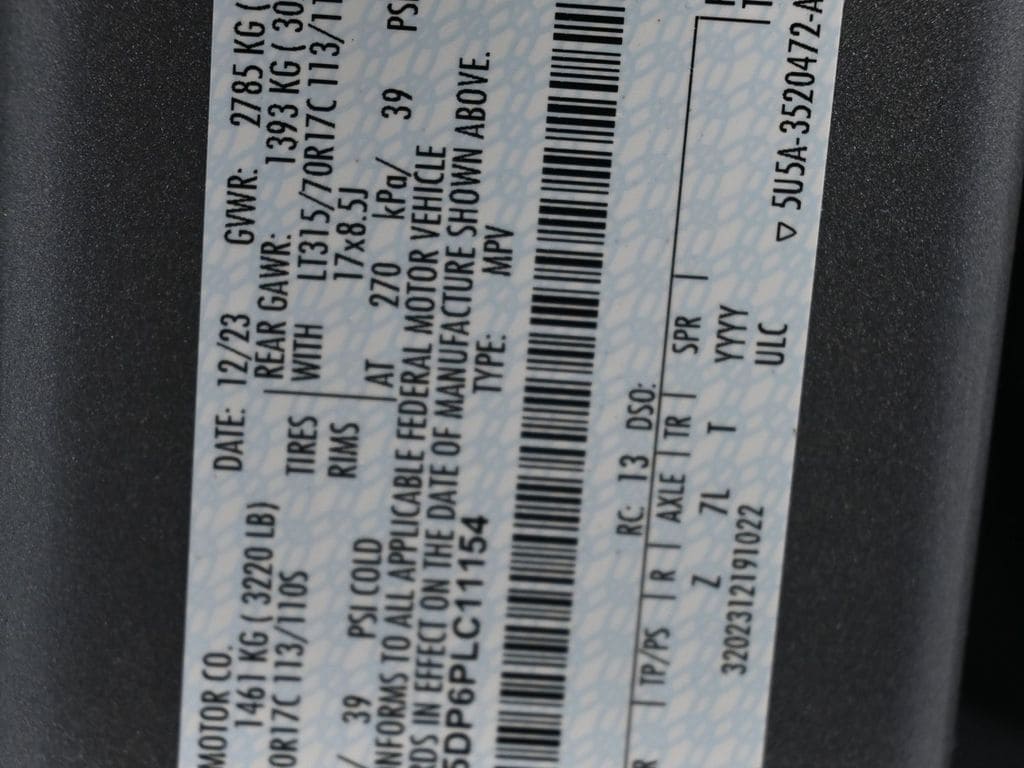 MOTOR CO. DATE: 12/23 GVWR: 2785 KG (
1461 KG ( 3220 LB) REAR GAWR: 1393 KG ( 30
0R17C 113/110S TIRES WITH LT315/70R17C 113/11
RIMS 17x8.5J
/ 39 PSI COLD AT 270 kPa/ 39 PS
NFORMS TO ALL APPLICABLE FEDERAL MOTOR VEHICLE
RDS IN EFFECT ON THE DATE OF MANUFACTURE SHOWN ABOVE.
5DP6PLC11154 TYPE: MPV
RC: 13 DSO:
R TP/PS R AXLE TR SPR
Z 7L T YYYY
3202312191022 ULC
▽ 5U5A-3520472-A